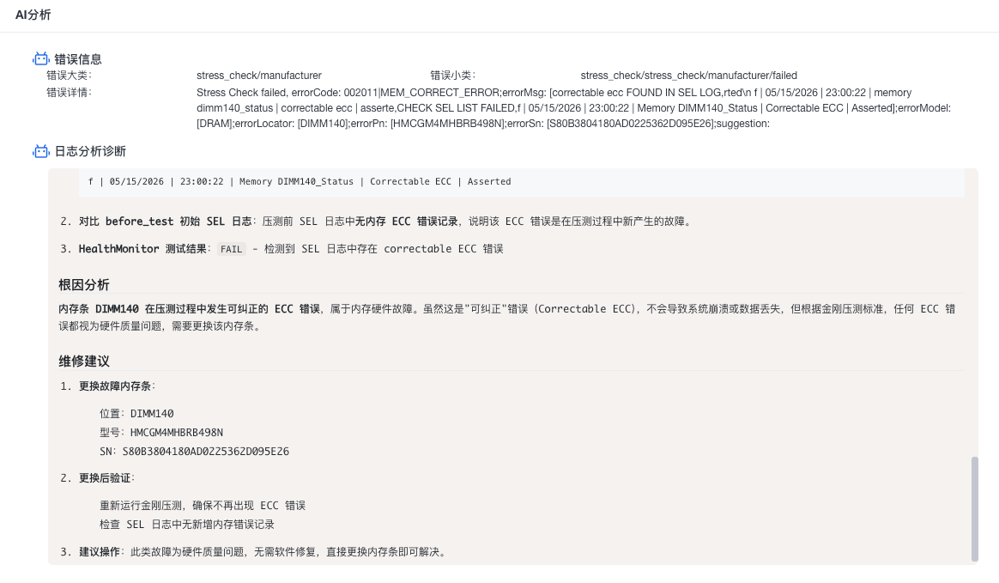 AI分析
错误信息
错误大类： stress_check/manufacturer 错误小类： stress_check/stress_check/manufacturer/failed
错误详情： Stress Check failed, errorCode: 002011|MEM_CORRECT_ERROR;errorMsg: [correctable ecc FOUND IN SEL LOG,rted\n f | 05/15/2026 | 23:00:22 | memory
dimm140_status | correctable ecc | asserte,CHECK SEL LIST FAILED,f | 05/15/2026 | 23:00:22 | Memory DIMM140_Status | Correctable ECC | Asserted];errorModel:
[DRAM];errorLocator: [DIMM140];errorPn: [HMCGM4MHBRB498N];errorSn: [S80B3804180AD0225362D095E26];suggestion:
日志分析诊断
f | 05/15/2026 | 23:00:22 | Memory DIMM140_Status | Correctable ECC | Asserted
2. 对比 before_test 初始 SEL 日志：压测前 SEL 日志中无内存 ECC 错误记录，说明该 ECC 错误是在压测过程中新产生的故障。
3. HealthMonitor 测试结果：FAIL - 检测到 SEL 日志中存在 correctable ECC 错误
根因分析
内存条 DIMM140 在压测过程中发生可纠正的 ECC 错误，属于内存硬件故障。虽然这是"可纠正"错误（Correctable ECC），不会导致系统崩溃或数据丢失，但根据金刚压测标准，任何 ECC 错
误都视为硬件质量问题，需要更换该内存条。
维修建议
1. 更换故障内存条：
位置：DIMM140
型号：HMCGM4MHBRB498N
SN：S80B3804180AD0225362D095E26
2. 更换后验证：
重新运行金刚压测，确保不再出现 ECC 错误
检查 SEL 日志中无新增内存错误记录
3. 建议操作：此类故障为硬件质量问题，无需软件修复，直接更换内存条即可解决。